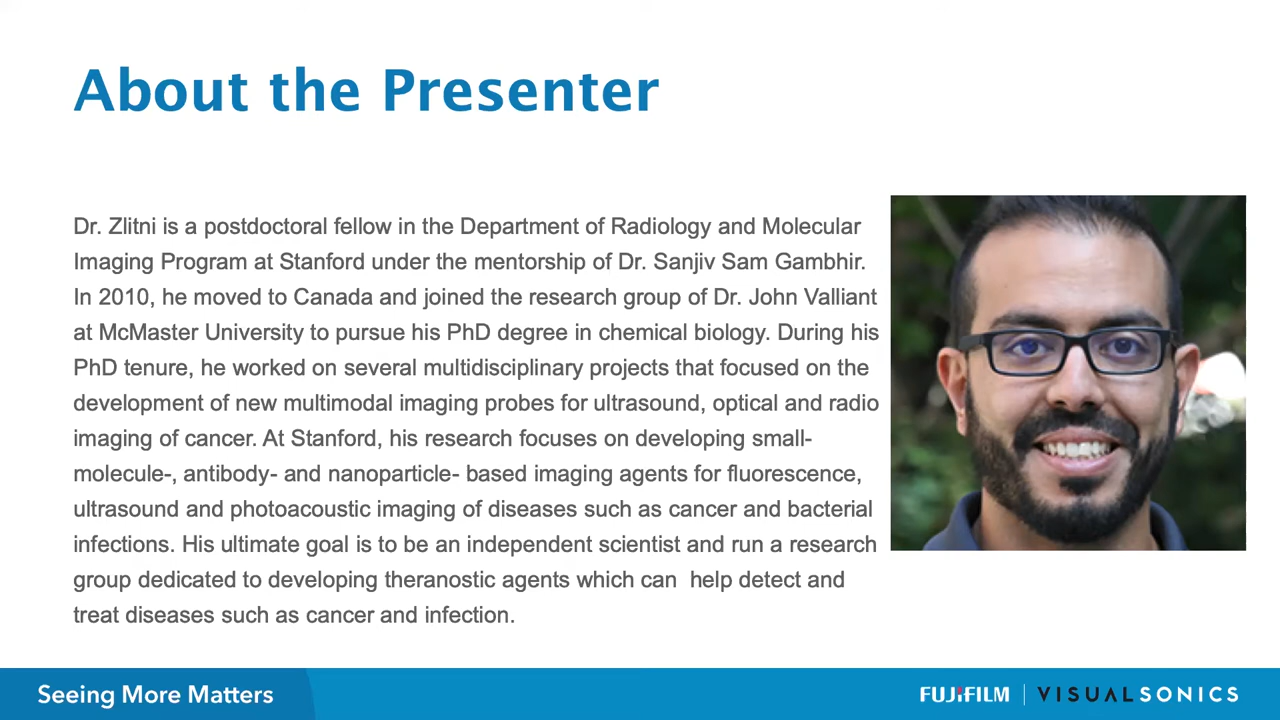 About the Presenter
Dr. Zlitni is a postdoctoral fellow in the Department of Radiology and Molecular
Imaging Program at Stanford under the mentorship of Dr. Sanjiv Sam Gambhir.
In 2010, he moved to Canada and joined the research group of Dr. John Valliant
at McMaster University to pursue his PhD degree in chemical biology. During his
PhD tenure, he worked on several multidisciplinary projects that focused on the
development of new multimodal imaging probes for ultrasound, optical and radio
imaging of cancer. At Stanford, his research focuses on developing small-
molecule-, antibody- and nanoparticle- based imaging agents for fluorescence,
ultrasound and photoacoustic imaging of diseases such as cancer and bacterial
infections. His ultimate goal is to be an independent scientist and run a research
group dedicated to developing theranostic agents which can  help detect and
treat diseases such as cancer and infection.
Seeing More Matters
FUJIFILM | VISUALSONICS